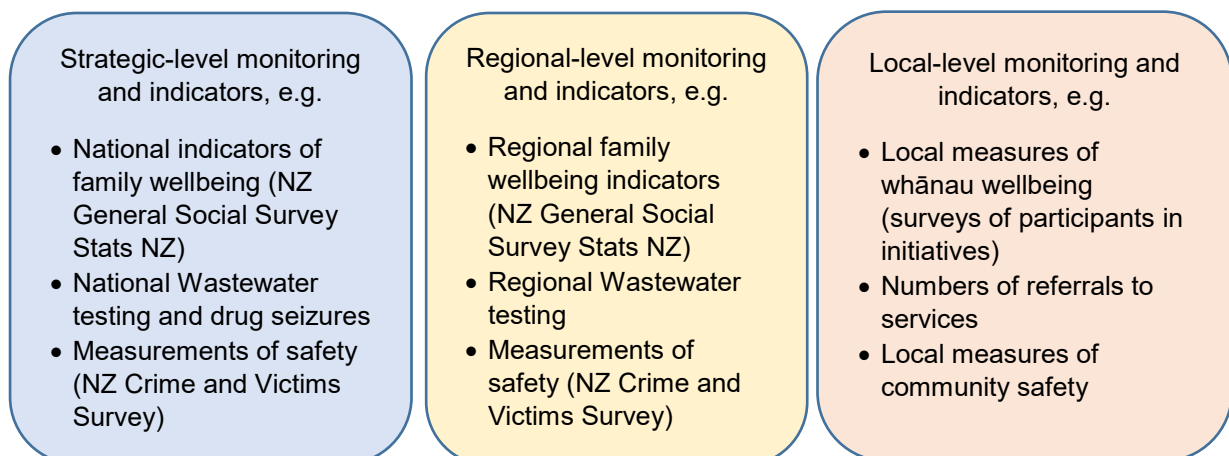 Strategic-level monitoring
and indicators, e.g.
• National indicators of
family wellbeing (NZ
General Social Survey
Stats NZ)
• National Wastewater
testing and drug seizures
• Measurements of safety
(NZ Crime and Victims
Survey)
Regional-level monitoring
and indicators, e.g.
• Regional family
wellbeing indicators
(NZ General Social
Survey Stats NZ)
• Regional Wastewater
testing
• Measurements of
safety (NZ Crime and
Victims Survey)
Local-level monitoring and
indicators, e.g.
• Local measures of
whānau wellbeing
(surveys of participants in
initiatives)
• Numbers of referrals to
services
• Local measures of
community safety